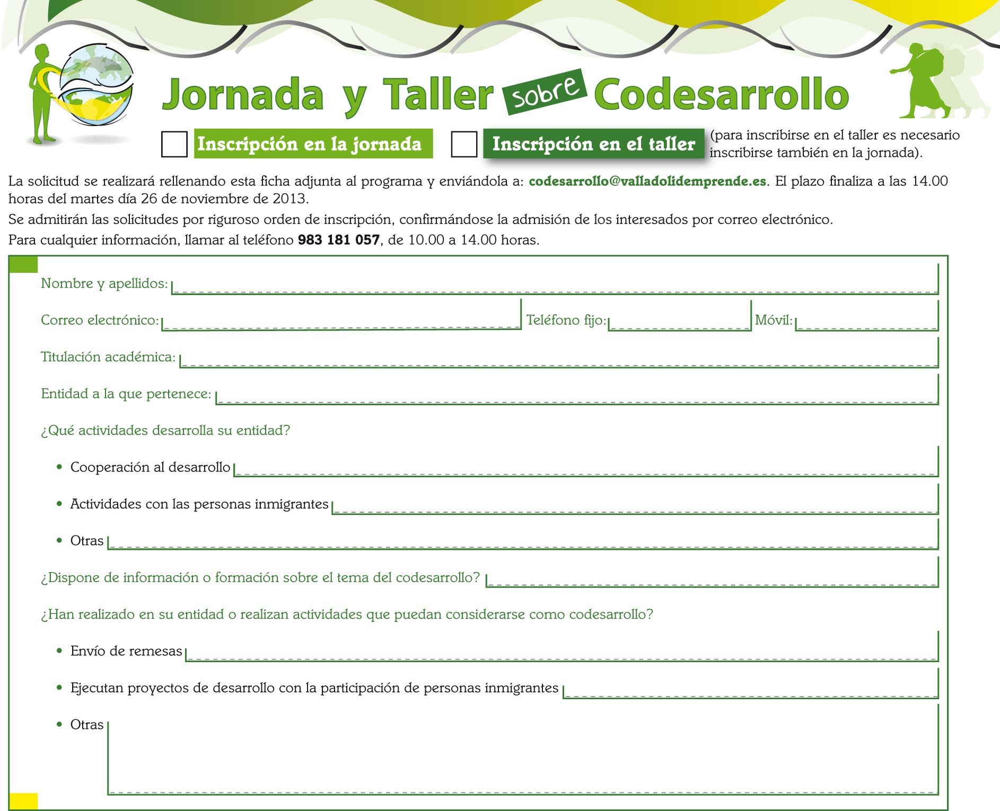 Jornada y Taller sobre Codesarrollo
Inscripción en la jornada
Inscripción en el taller
(para inscribirse en el taller es necesario
inscribirse también en la jornada).
La solicitud se realizará rellenando esta ficha adjunta al programa y enviándola a: codesarrollo@valladolidemprende.es. El plazo finaliza a las 14.00
horas del martes día 26 de noviembre de 2013.
Se admitirán las solicitudes por riguroso orden de inscripción, confirmándose la admisión de los interesados por correo electrónico.
Para cualquier información, llamar al teléfono 983 181 057, de 10.00 a 14.00 horas.
Nombre y apellidos:
Correo electrónico: Teléfono fijo: Móvil:
Titulación académica:
Entidad a la que pertenece:
¿Qué actividades desarrolla su entidad?
• Cooperación al desarrollo
• Actividades con las personas inmigrantes
• Otras
¿Dispone de información o formación sobre el tema del codesarrollo?
¿Han realizado en su entidad o realizan actividades que puedan considerarse como codesarrollo?
• Envío de remesas
• Ejecutan proyectos de desarrollo con la participación de personas inmigrantes
• Otras